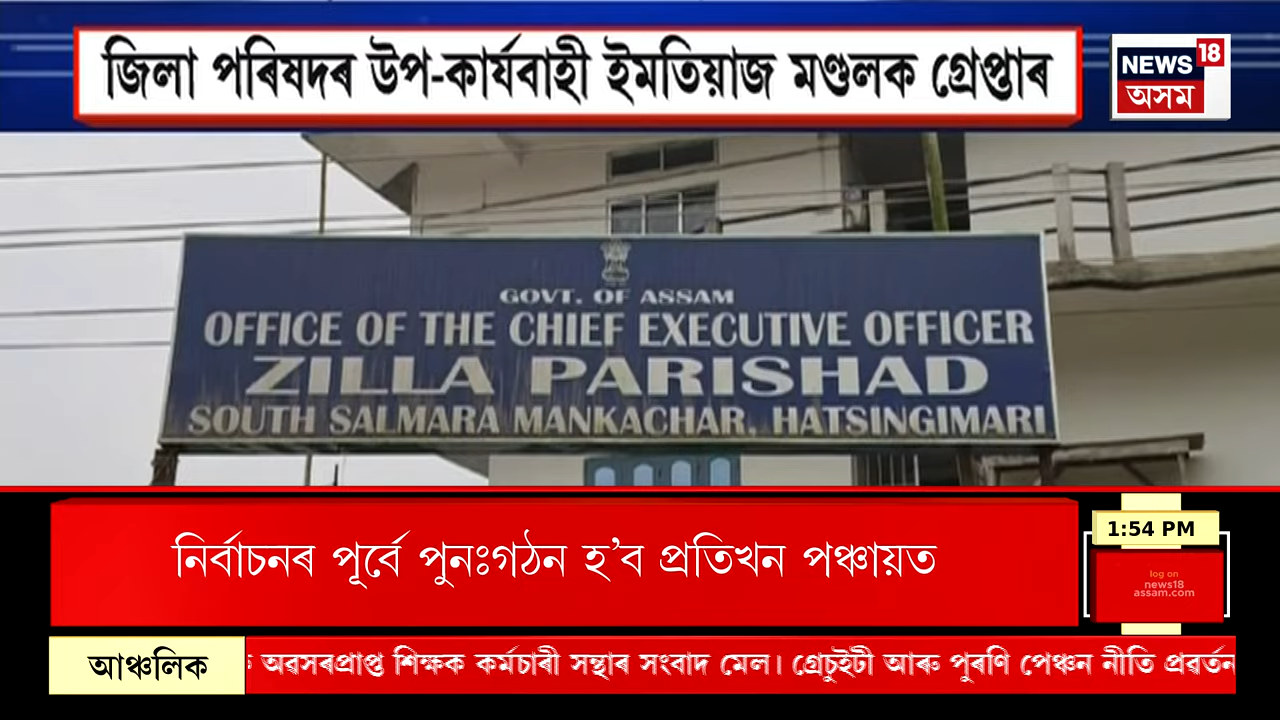 জিলা পৰিষদৰ উপ-কাৰ্যবাহী ইমতিয়াজ মণ্ডলক গ্ৰেপ্তাৰ
NEWS 18
অসম
GOVT. OF ASSAM
OFFICE OF THE CHIEF EXECUTIVE OFFICER
ZILLA PARISHAD
SOUTH SALMARA MANKACHAR, HATSINGIMARI
নিৰ্বাচনৰ পূৰ্বে পুনঃগঠন হ'ব প্ৰতিখন পঞ্চায়ত
1:54 PM
log on
news18
assam.com
আঞ্চলিক
অৱসৰপ্ৰাপ্ত শিক্ষক কৰ্মচাৰী সন্থাৰ সংবাদ মেল। গ্ৰেচুইটী আৰু পুৰণি পেঞ্চন নীতি প্ৰৱৰ্তন